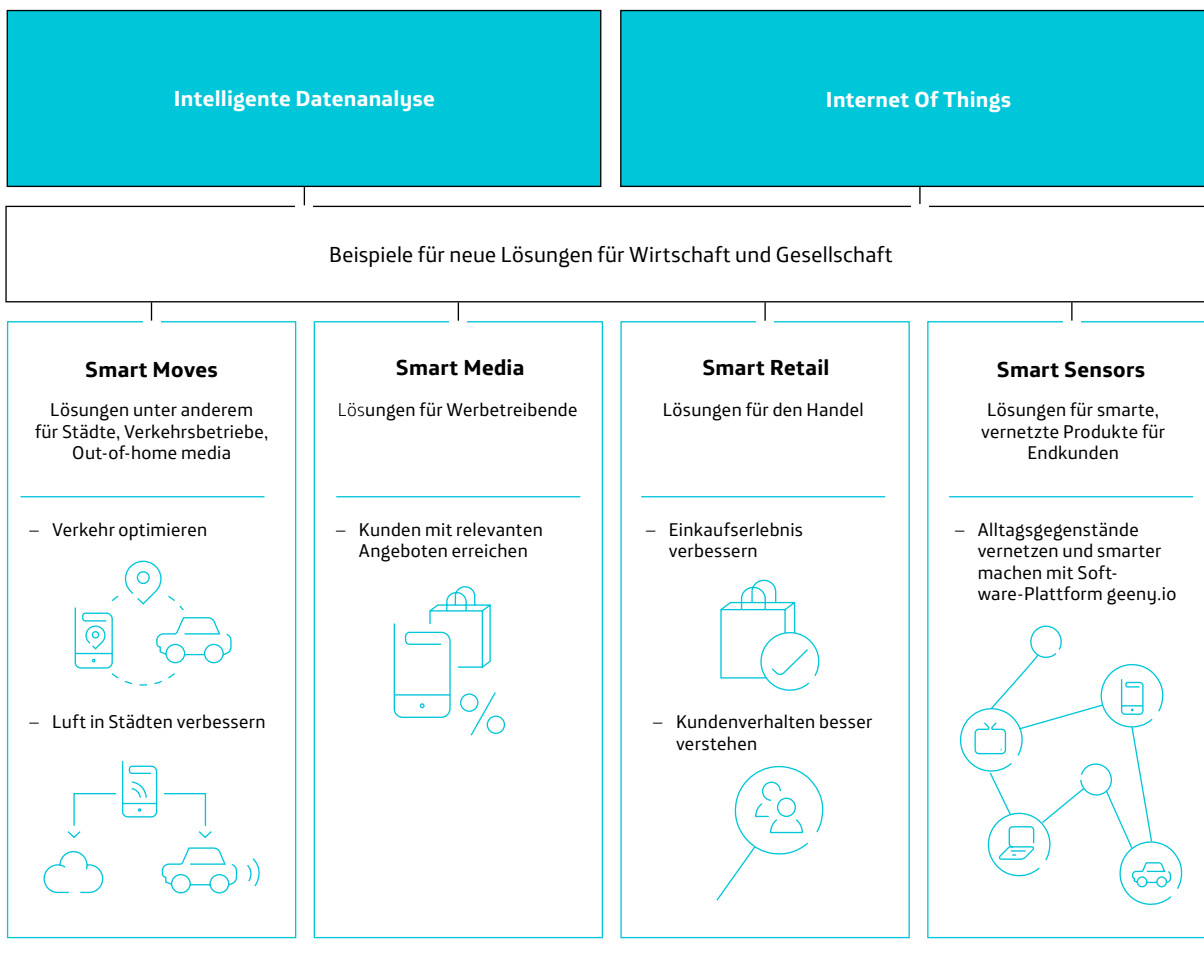 Intelligente Datenanalyse
Internet Of Things
Beispiele für neue Lösungen für Wirtschaft und Gesellschaft
Smart Moves
Lösungen unter anderem
für Städte, Verkehrsbetriebe,
Out-of-home media
– Verkehr optimieren
– Luft in Städten verbessern
Smart Media
Lösungen für Werbetreibende
– Kunden mit relevanten
Angeboten erreichen
%
Smart Retail
Lösungen für den Handel
– Einkaufserlebnis
verbessern
– Kundenverhalten besser
verstehen
Smart Sensors
Lösungen für smarte,
vernetzte Produkte für
Endkunden
– Alltagsgegenstände
vernetzen und smarter
machen mit Soft-
ware-Plattform geeny.io